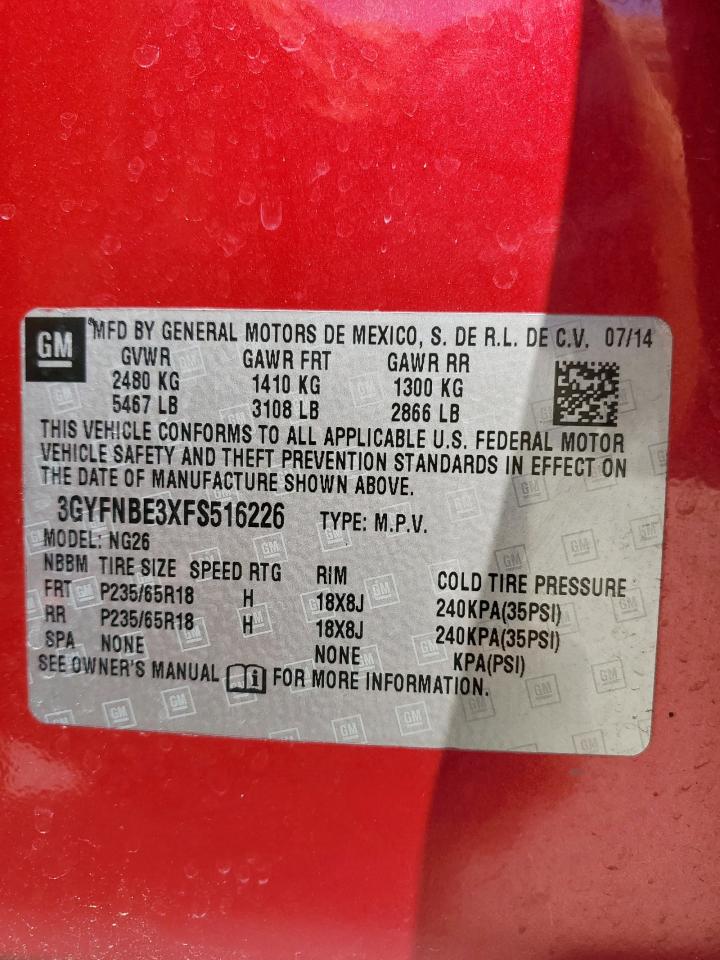 GM
MFD BY GENERAL MOTORS DE MEXICO, S. DE R.L. DE C.V. 07/14
GVWR GAWR FRT GAWR RR
2480 KG 1410 KG 1300 KG
5467 LB 3108 LB 2866 LB
THIS VEHICLE CONFORMS TO ALL APPLICABLE U.S. FEDERAL MOTOR
VEHICLE SAFETY AND THEFT PREVENTION STANDARDS IN EFFECT ON
THE DATE OF MANUFACTURE SHOWN ABOVE.
3GYFNBE3XFS516226 TYPE: M.P.V.
MODEL: NG26
NBBM TIRE SIZE SPEED RTG RIM COLD TIRE PRESSURE
FRT P235/65R18 H 18X8J 240KPA(35PSI)
RR P235/65R18 H 18X8J 240KPA(35PSI)
SPA NONE NONE KPA(PSI)
SEE OWNER'S MANUAL FOR MORE INFORMATION.